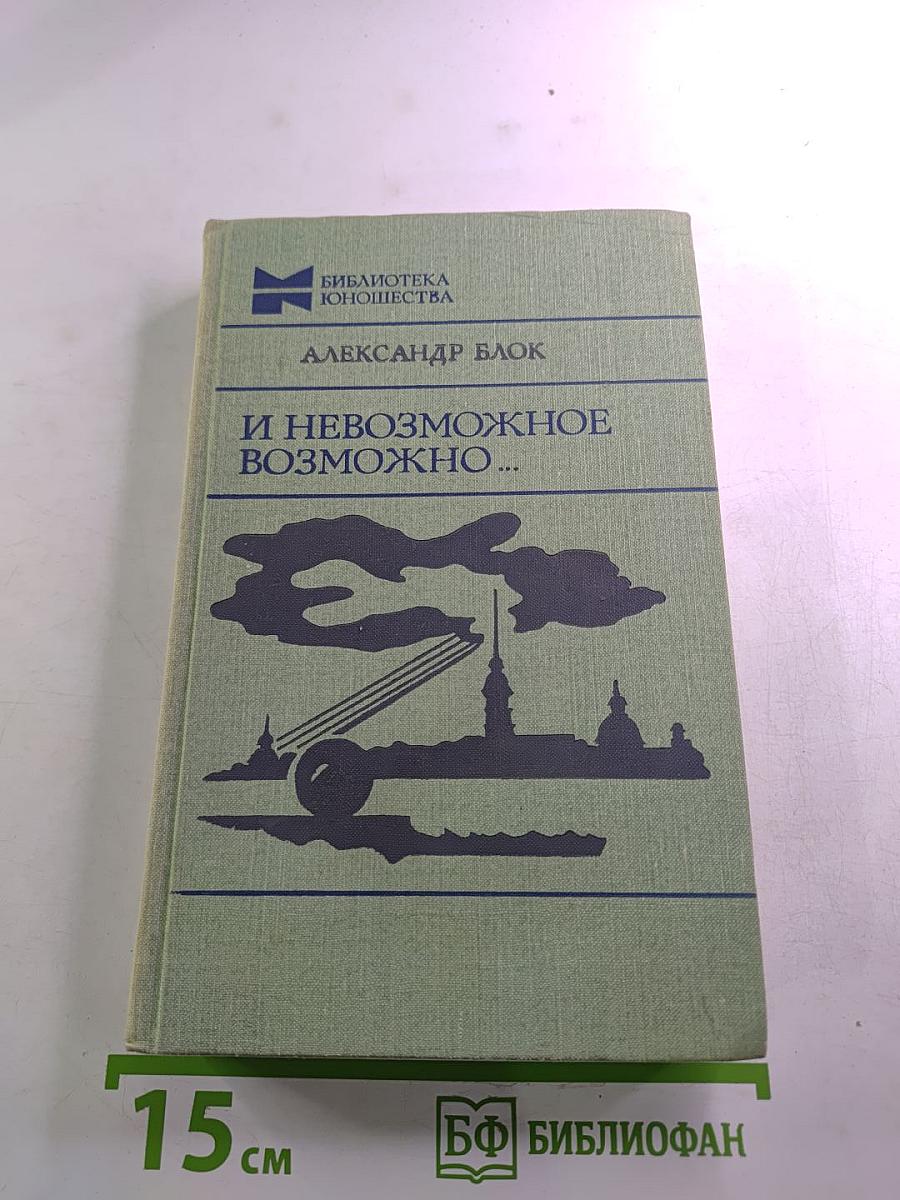 БИБЛИОТЕКА
ЮНОШЕСТВА
АЛЕКСАНДР БЛОК
И НЕВОЗМОЖНОЕ
ВОЗМОЖНО...
15 см
БФ БИБЛИОФАН